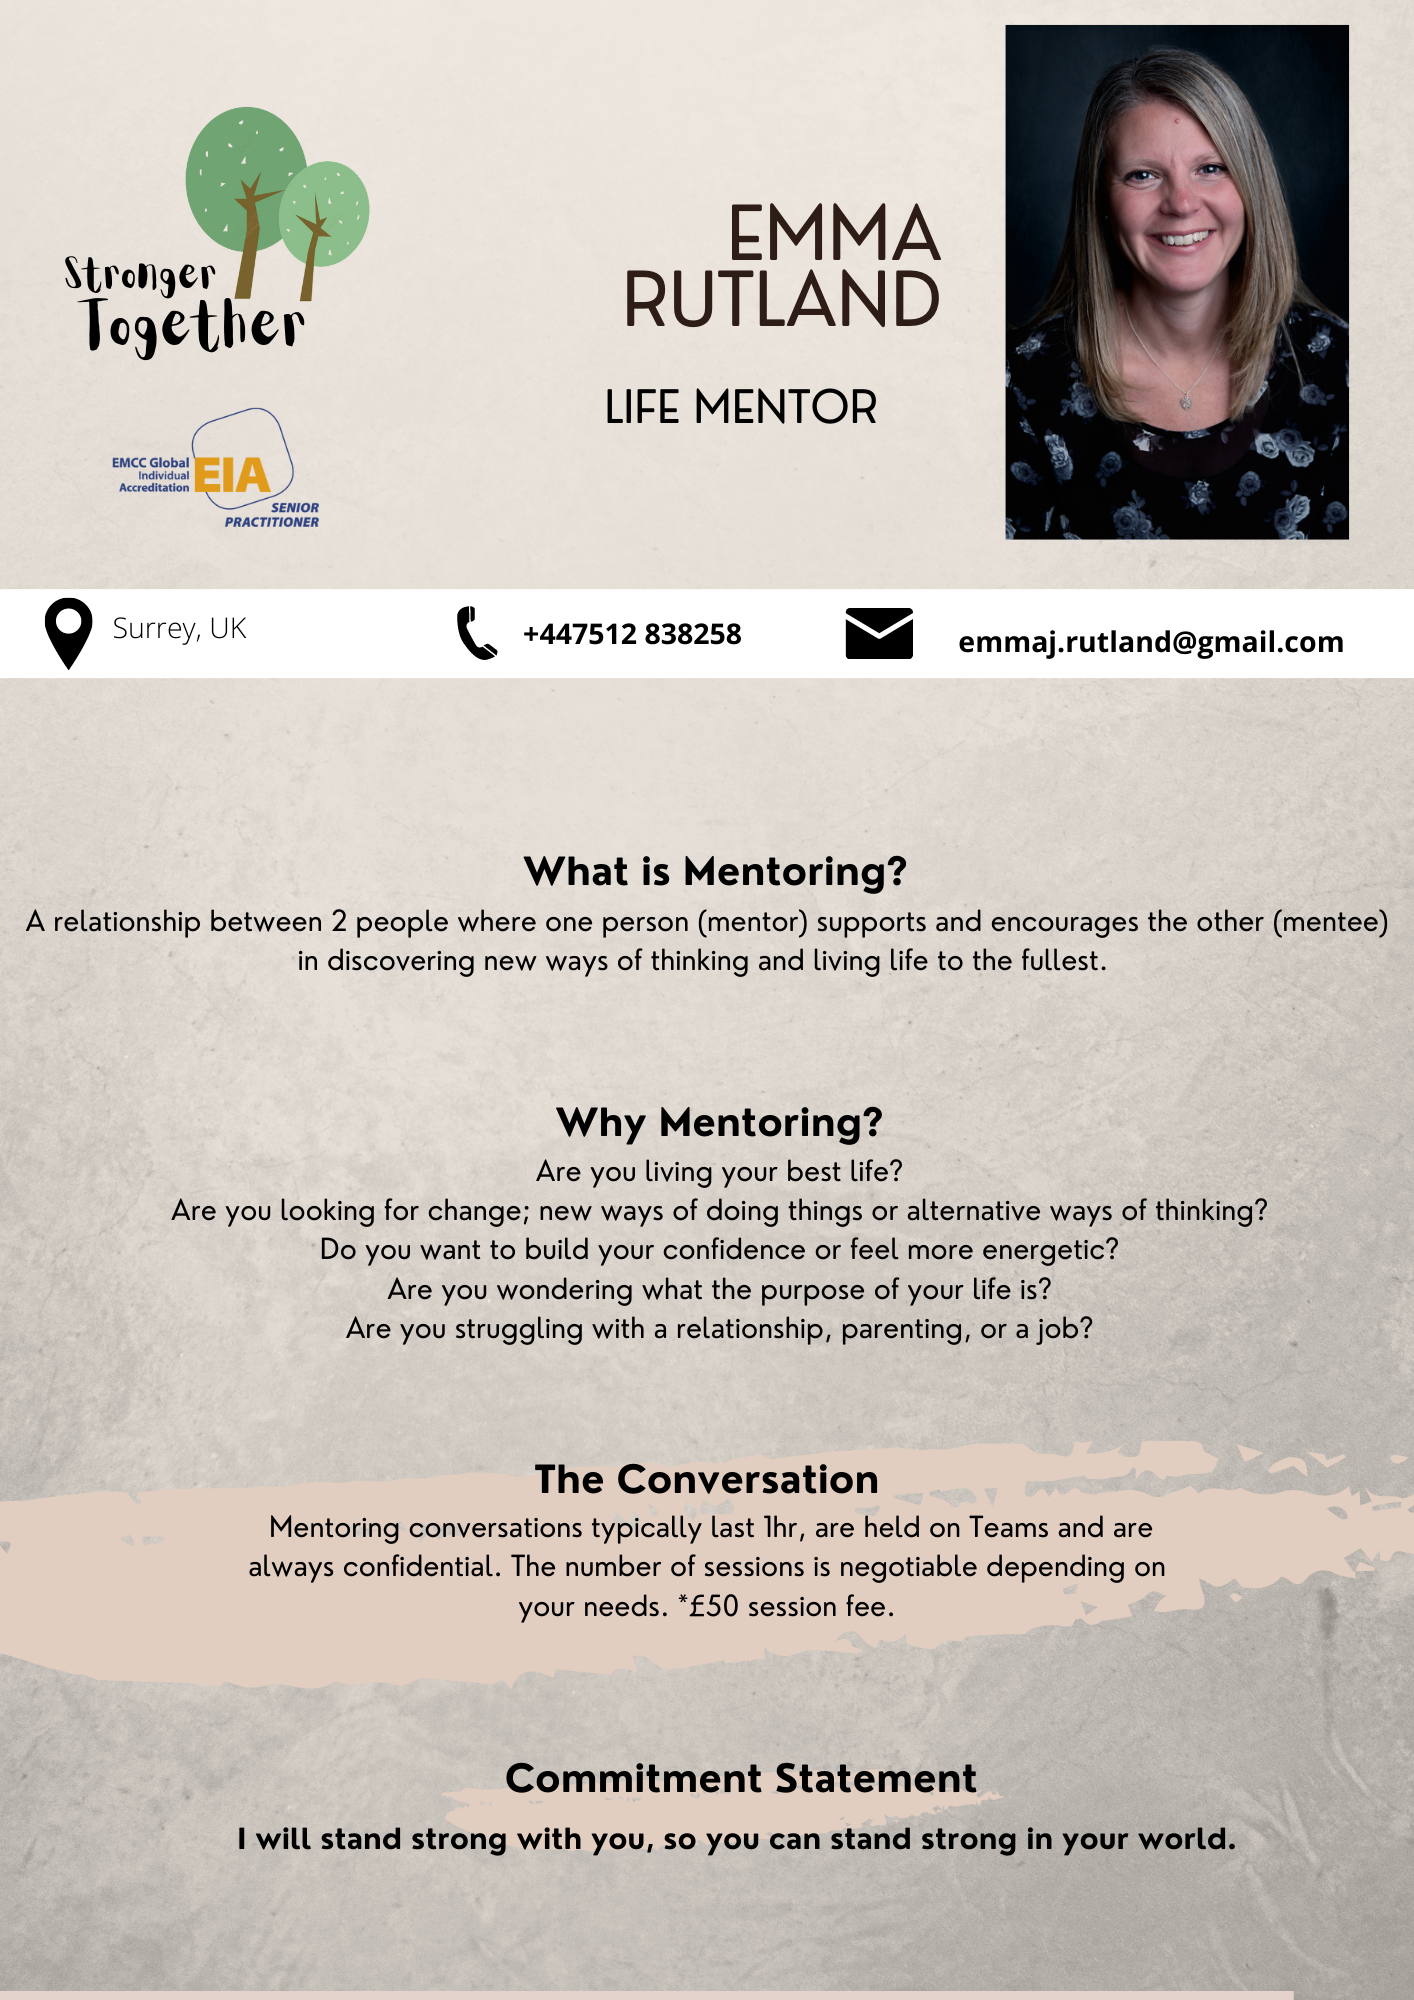 Stronger
Together
EMCC Global
Individual
Accreditation
EIA
SENIOR
PRACTITIONER
EMMA
RUTLAND
LIFE MENTOR
Surrey, UK
+447512 838258
emmaj.rutland@gmail.com
What is Mentoring?
A relationship between 2 people where one person (mentor) supports and encourages the other (mentee)
in discovering new ways of thinking and living life to the fullest.
Why Mentoring?
Are you living your best life?
Are you looking for change; new ways of doing things or alternative ways of thinking?
Do you want to build your confidence or feel more energetic?
Are you wondering what the purpose of your life is?
Are you struggling with a relationship, parenting, or a job?
The Conversation
Mentoring conversations typically last 1hr, are held on Teams and are
always confidential. The number of sessions is negotiable depending on
your needs. *£50 session fee.
Commitment Statement
I will stand strong with you, so you can stand strong in your world.